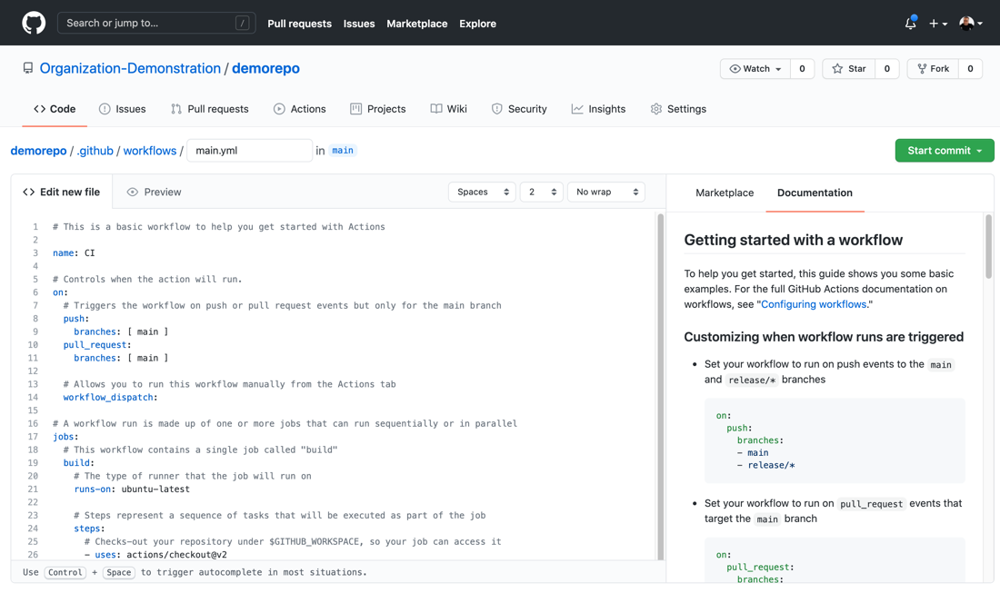 Search or jump to... /
Pull requests Issues Marketplace Explore
Organization-Demonstration / demorepo
Watch 0 Star 0 Fork 0
Code Issues Pull requests Actions Projects Wiki Security Insights Settings
demorepo / .github / workflows / main.yml in main
Start commit
Edit new file Preview
Spaces 2 No wrap
1 # This is a basic workflow to help you get started with Actions
2
3 name: CI
4
5 # Controls when the action will run.
6 on:
7 # Triggers the workflow on push or pull request events but only for the main branch
8 push:
9 branches: [ main ]
10 pull_request:
11 branches: [ main ]
12
13 # Allows you to run this workflow manually from the Actions tab
14 workflow_dispatch:
15
16 # A workflow run is made up of one or more jobs that can run sequentially or in parallel
17 jobs:
18 # This workflow contains a single job called "build"
19 build:
20 # The type of runner that the job will run on
21 runs-on: ubuntu-latest
22
23 # Steps represent a sequence of tasks that will be executed as part of the job
24 steps:
25 # Checks-out your repository under $GITHUB_WORKSPACE, so your job can access it
26 - uses: actions/checkout@v2
Use Control + Space to trigger autocomplete in most situations.
Marketplace Documentation
Getting started with a workflow
To help you get started, this guide shows you some basic
examples. For the full GitHub Actions documentation on
workflows, see "Configuring workflows."
Customizing when workflow runs are triggered
• Set your workflow to run on push events to the main
and release/* branches
on:
push:
branches:
- main
- release/*
• Set your workflow to run on pull_request events that
target the main branch
on:
pull_request:
branches: